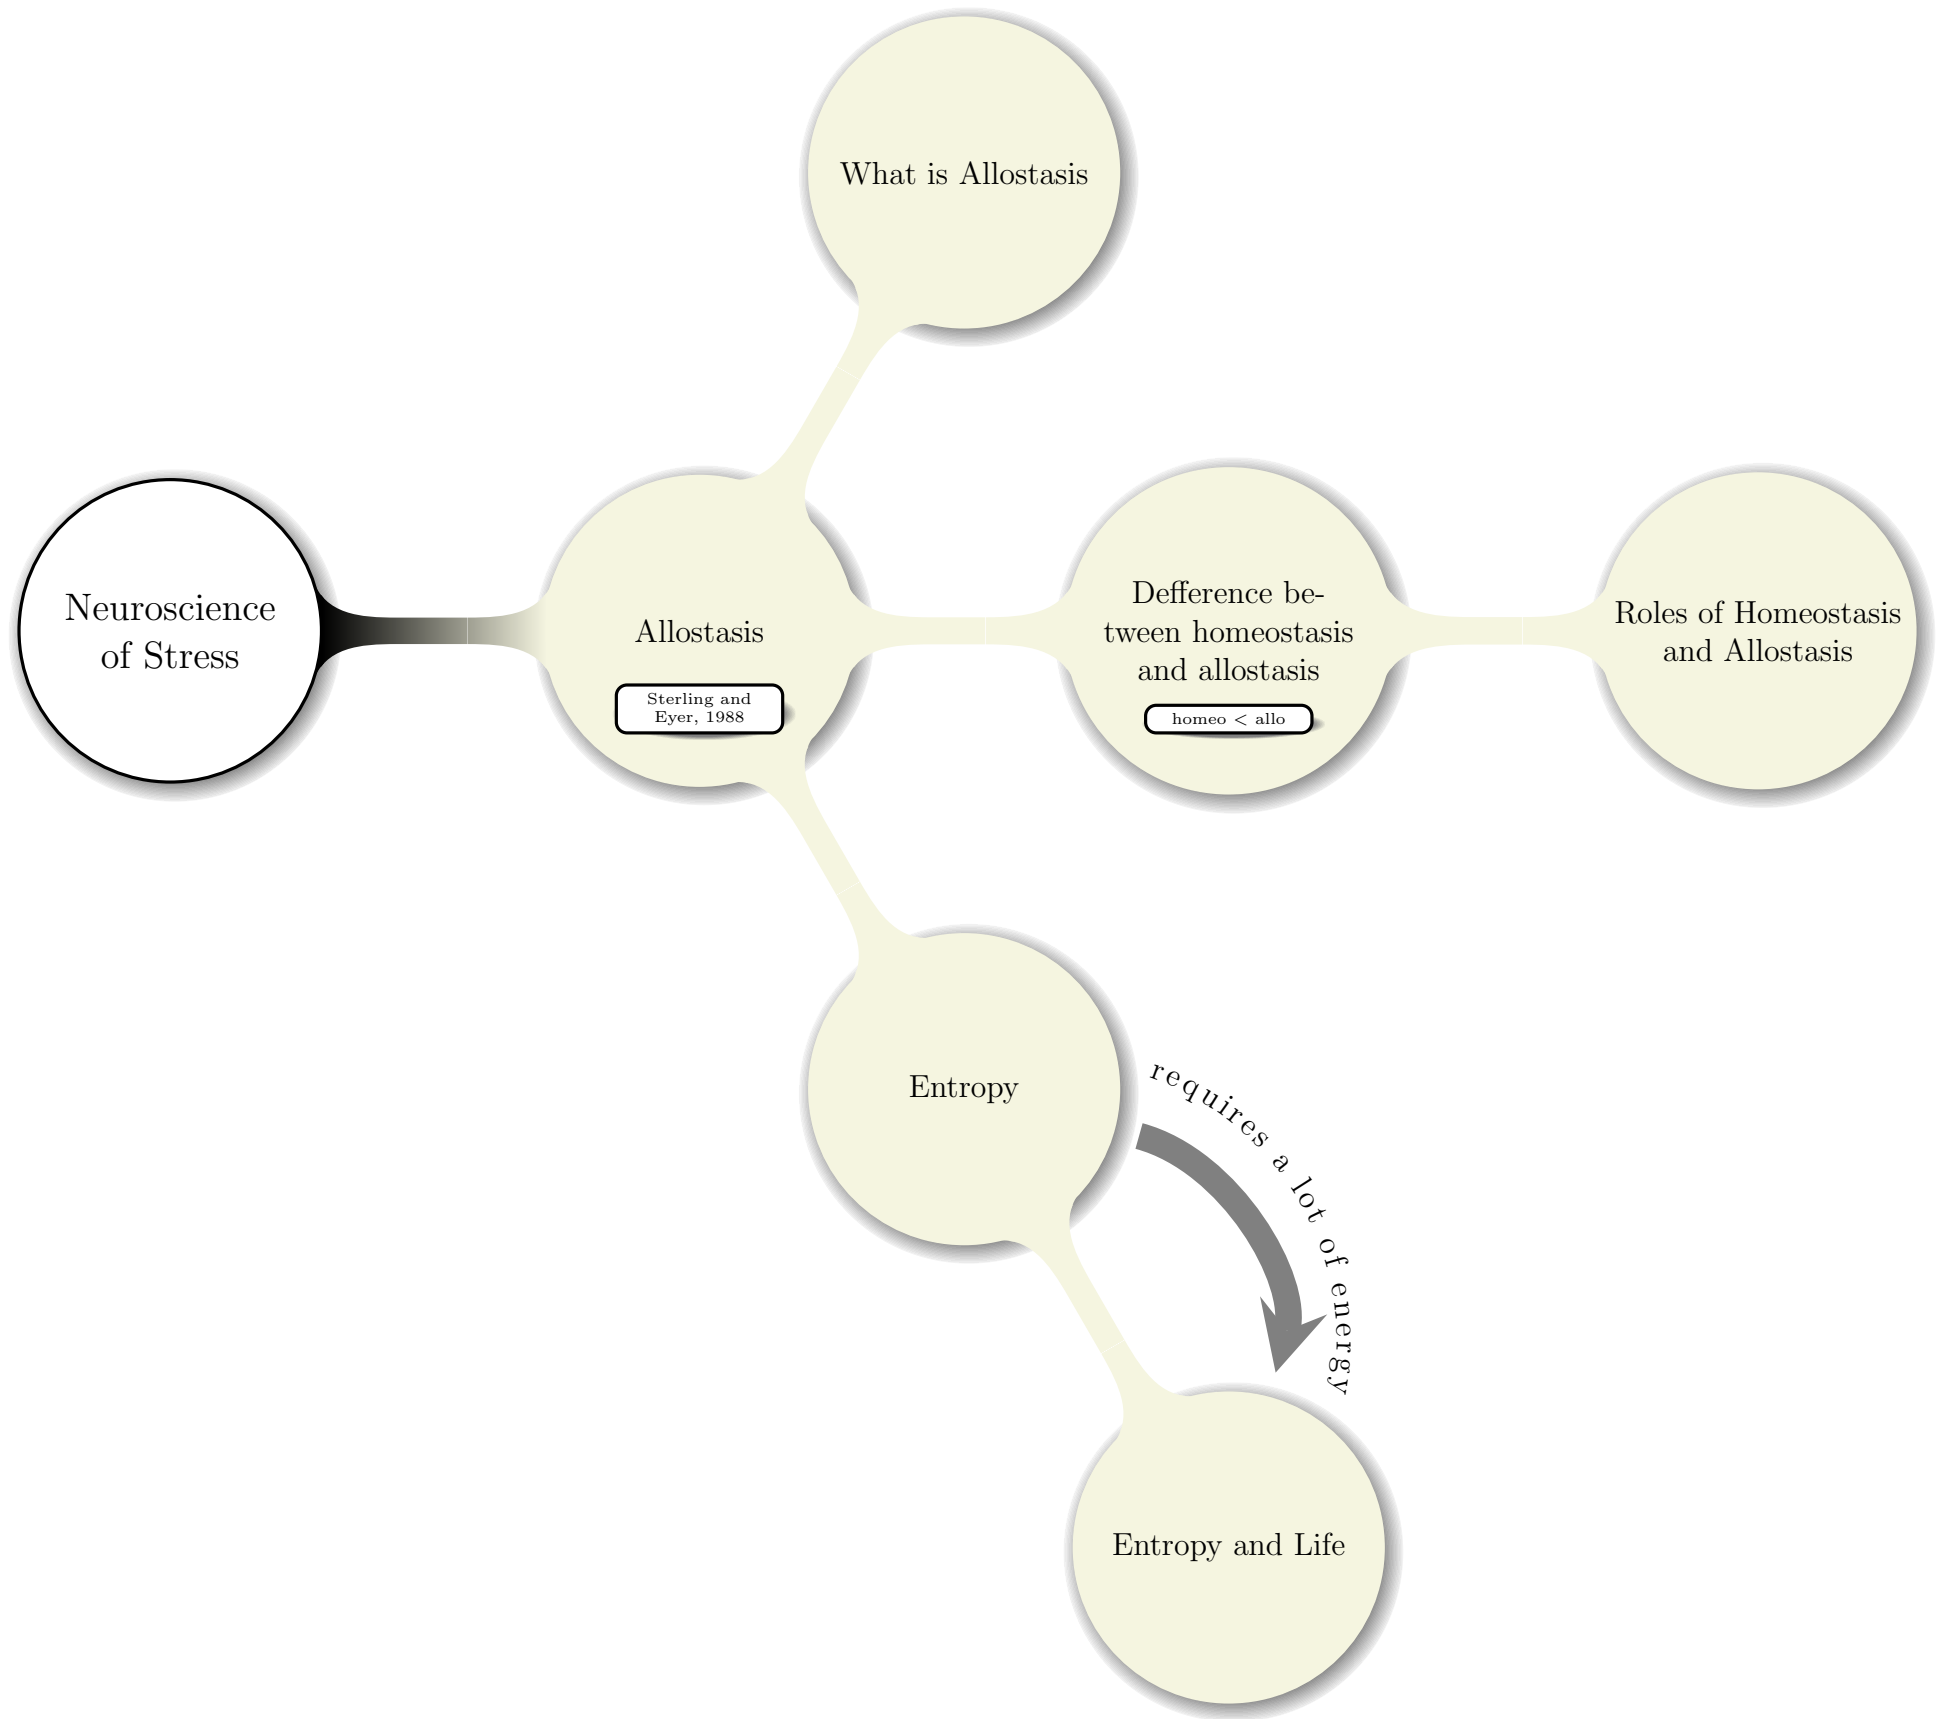 What is Allostasis
Neuroscience
of Stress
Allostasis
Sterling and
Eyer, 1988
Defference be-
tween homeostasis
and allostasis
homeo < allo
Roles of Homeostasis
and Allostasis
Entropy
requires a lot of energy
Entropy and Life